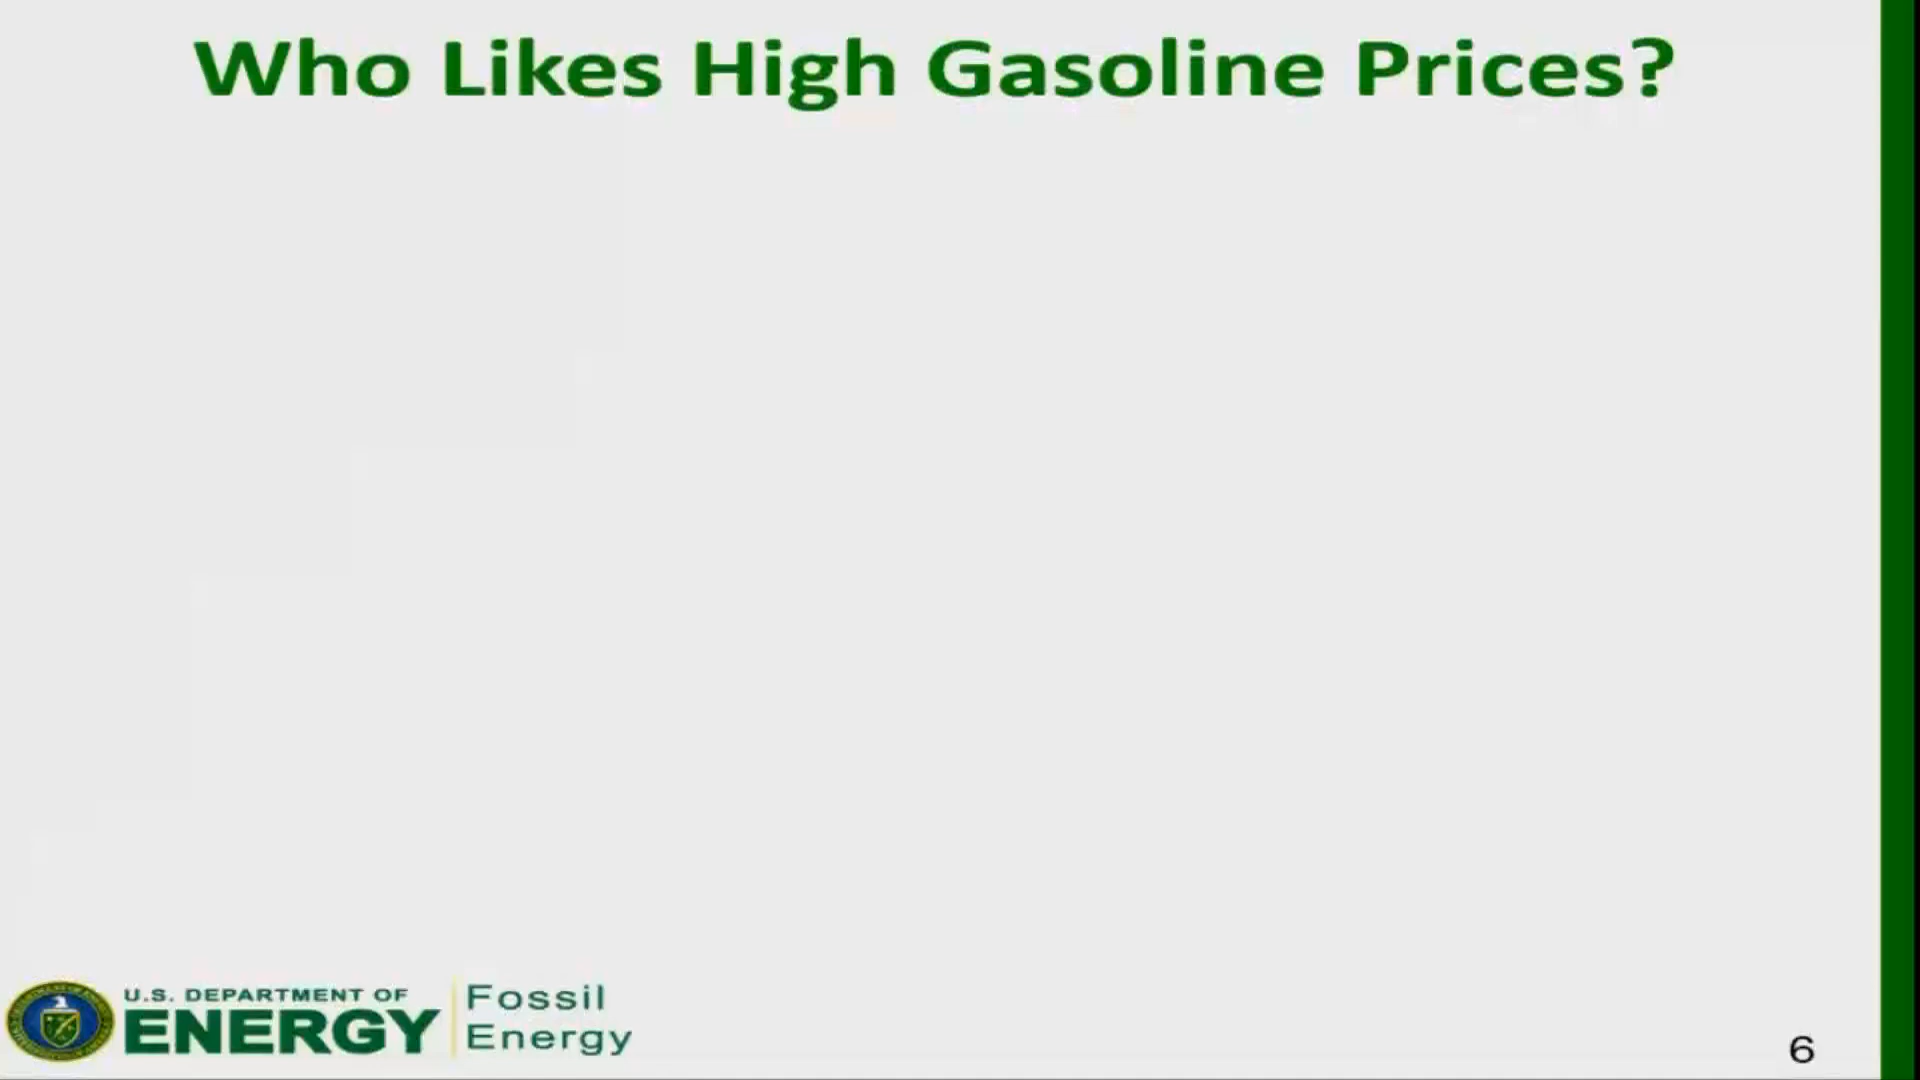 Who Likes High Gasoline Prices?
U.S. DEPARTMENT OF
ENERGY
Fossil
Energy
6